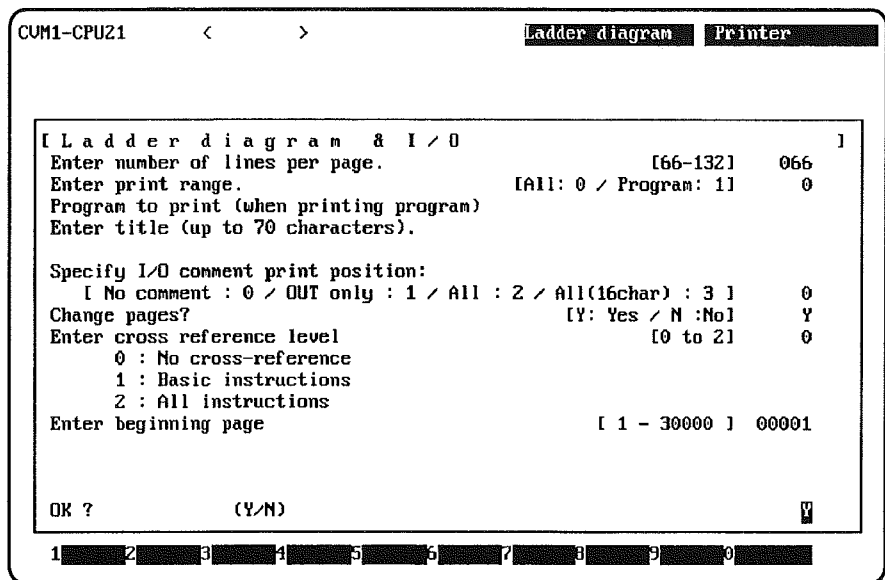 CVM1-CPU21 < > Ladder diagram Printer
[ L a d d e r d i a g r a m & I / O ]
Enter number of lines per page. [66-132] 066
Enter print range. [All: 0 / Program: 1] 0
Program to print (when printing program)
Enter title (up to 70 characters).
Specify I/O comment print position:
[ No comment : 0 / OUT only : 1 / All : 2 / All(16char) : 3 ] 0
Change pages? [Y: Yes / N :No] Y
Enter cross reference level [0 to 2] 0
0 : No cross-reference
1 : Basic instructions
2 : All instructions
Enter beginning page [ 1 - 30000 ] 00001
OK ? (Y/N) Y
1 2 3 4 5 6 7 8 9 0